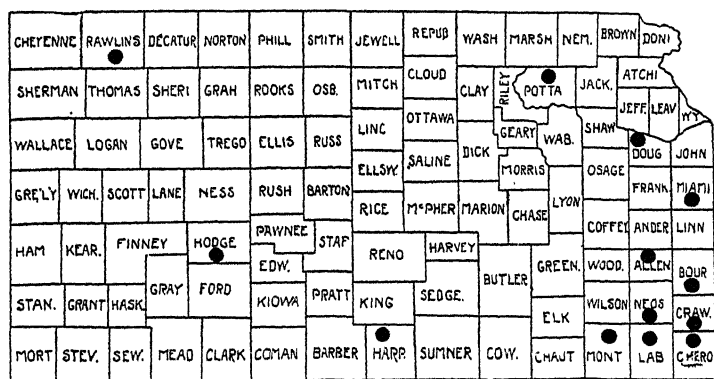 CHEYENNE RAWLINS DECATUR NORTON PHILL SMITH JEWELL REPUB WASH MARSH NEM. BROWN DONI
SHERMAN THOMAS SHERI GRAH ROOKS OSB. MITCH CLOUD CLAY RILEY POTTA JACK. ATCHI
JEFF LEAV WY
WALLACE LOGAN GOVE TREGO ELLIS RUSS LINC OTTAWA DICK GEARY WAB. SHAW DOUG JOHN
ELLSW. SALINE MORRIS OSAGE
GRE'LY WICH. SCOTT LANE NESS RUSH BARTON RICE McPHER MARION CHASE LYON FRANK MIAMI
HAM KEAR. FINNEY HODGE PAWNEE STAF RENO HARVEY COFFEY ANDER LINN
EDW. BUTLER GREEN. WOOD. ALLEN BOUR
STAN. GRANT HASK. GRAY FORD KIOWA PRATT KING SEDGE. ELK WILSON NEOS CRAW.
MORT STEV. SEW. MEAD CLARK COMAN BARBER HARP. SUMNER COW. CHAUT MONT LAB CHERO